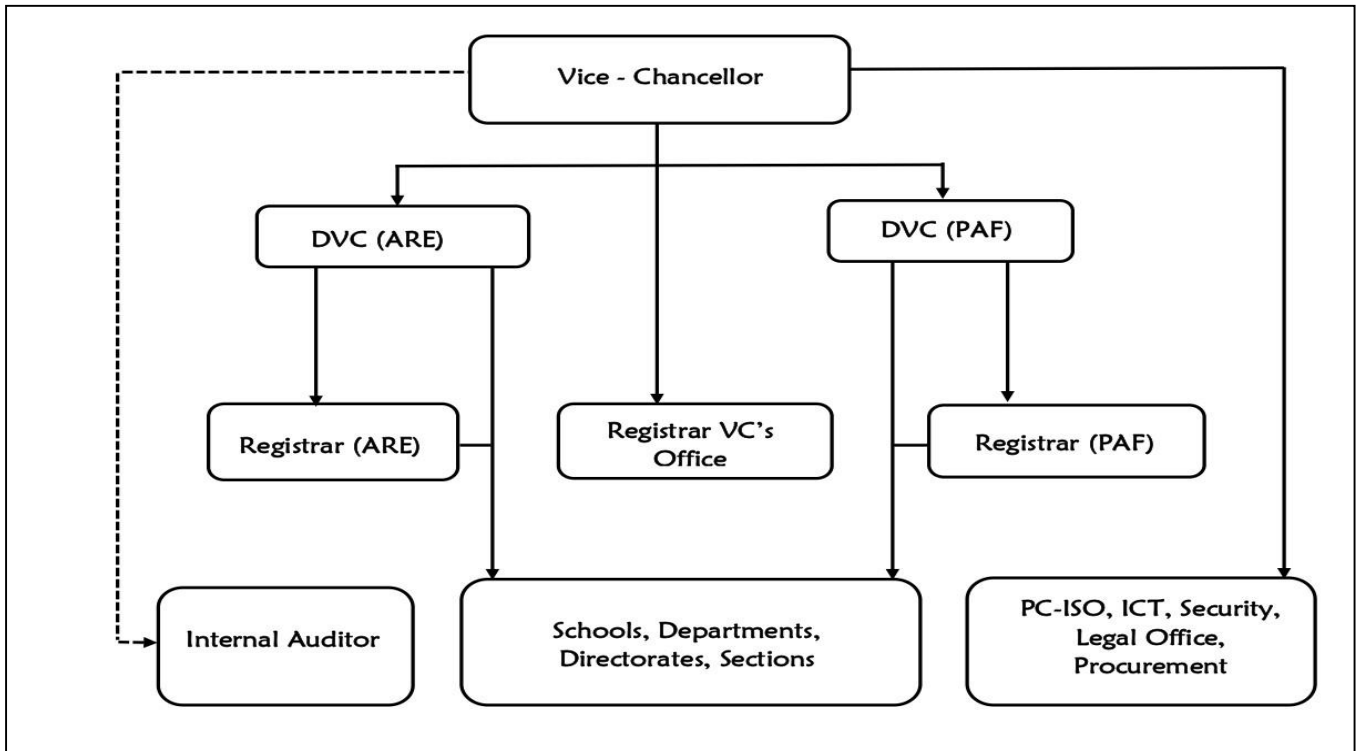 Vice - Chancellor
DVC (ARE)
DVC (PAF)
Registrar (ARE)
Registrar VC's
Office
Registrar (PAF)
Internal Auditor
Schools, Departments,
Directorates, Sections
PC-ISO, ICT, Security,
Legal Office,
Procurement